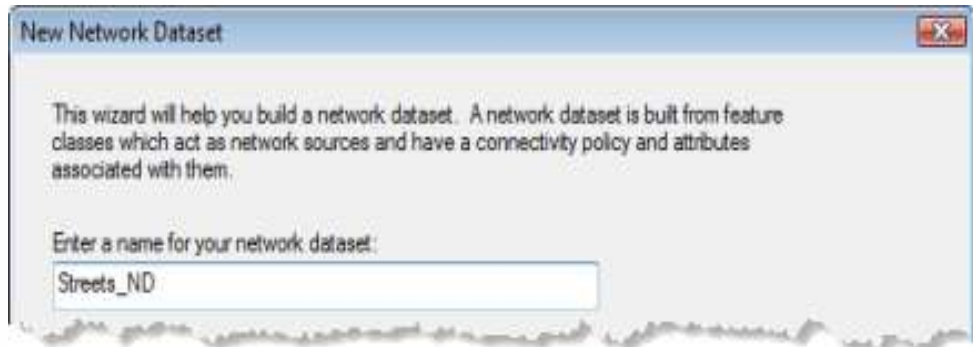 New Network Dataset
This wizard will help you build a network dataset. A network dataset is built from feature
classes which act as network sources and have a connectivity policy and attributes
associated with them.
Enter a name for your network dataset:
Streets_ND